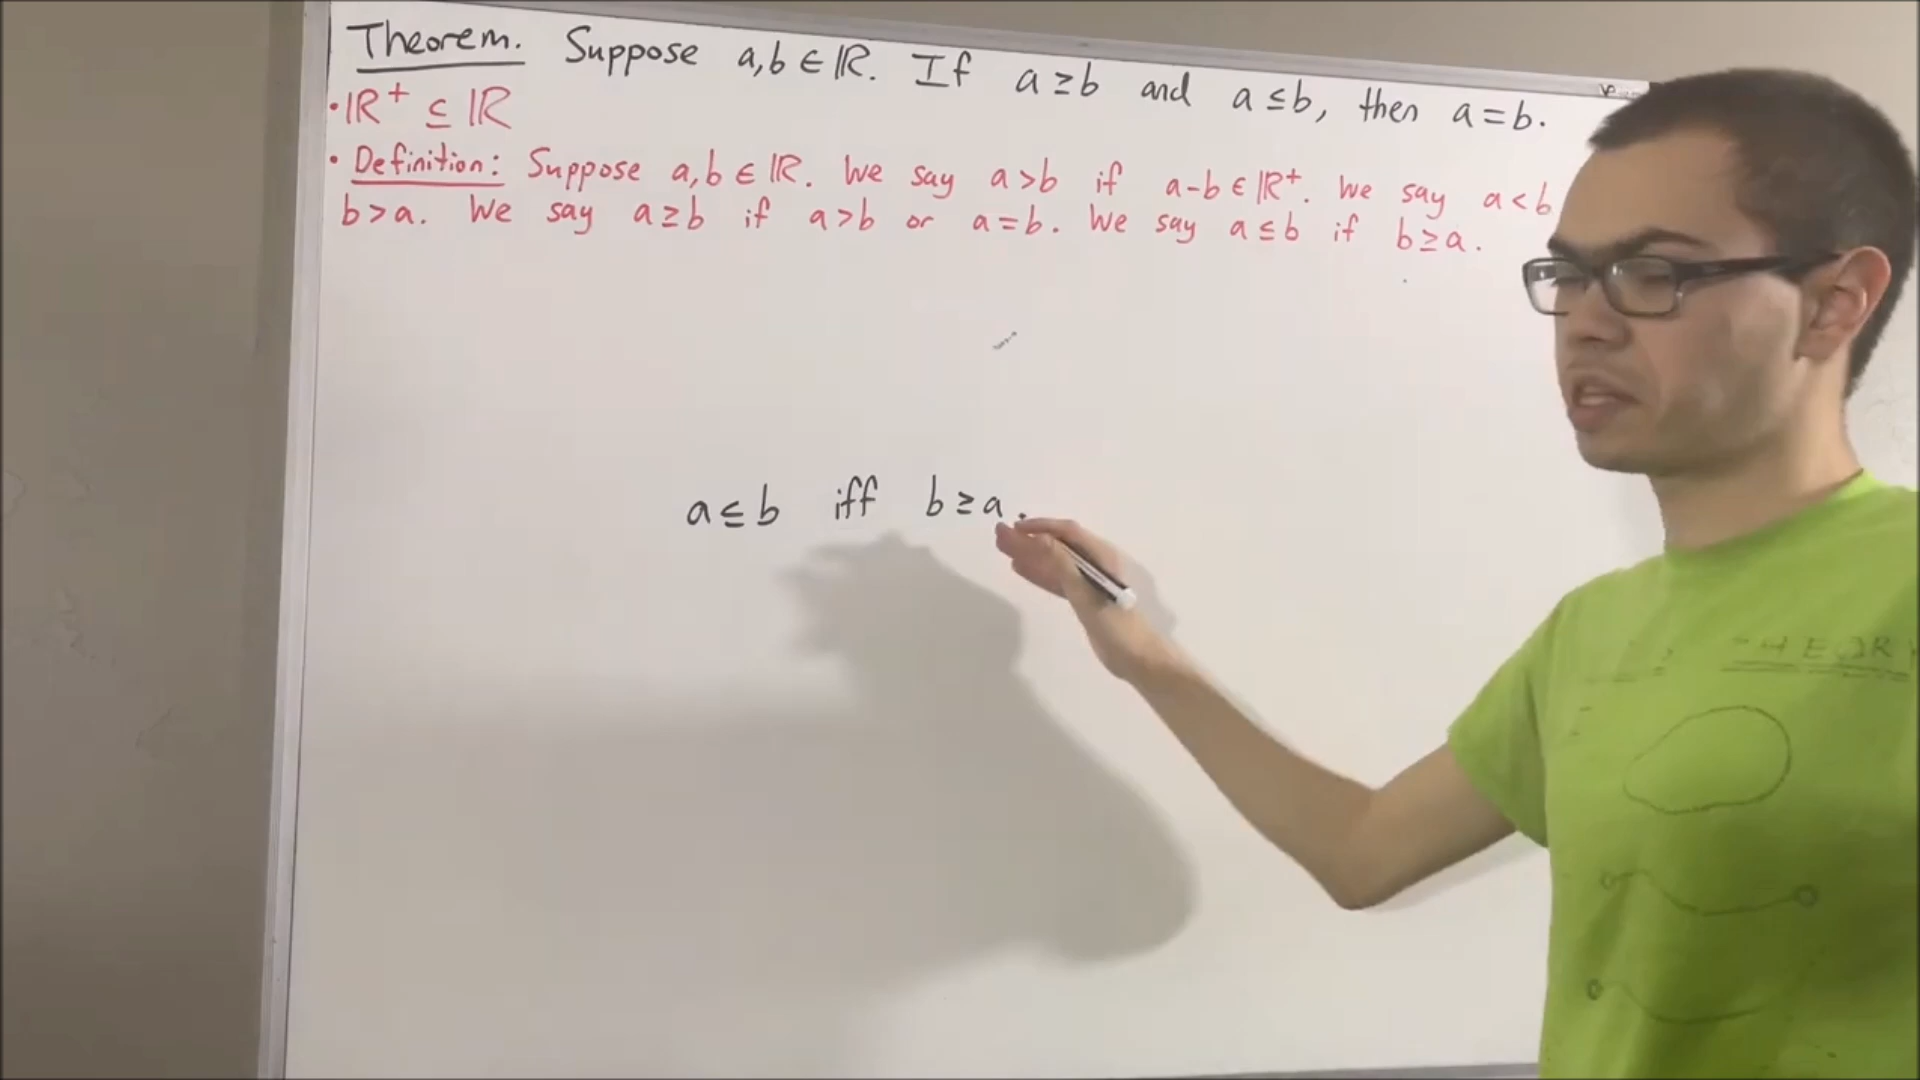 Theorem. Suppose a,b ∈ ℝ. If a ≥ b and a ≤ b, then a = b.
• ℝ⁺ ⊆ ℝ
• Definition: Suppose a,b ∈ ℝ. We say a > b if a-b ∈ ℝ⁺. We say a < b
b > a. We say a ≥ b if a > b or a = b. We say a ≤ b if b ≥ a.
a ≤ b iff b ≥ a.